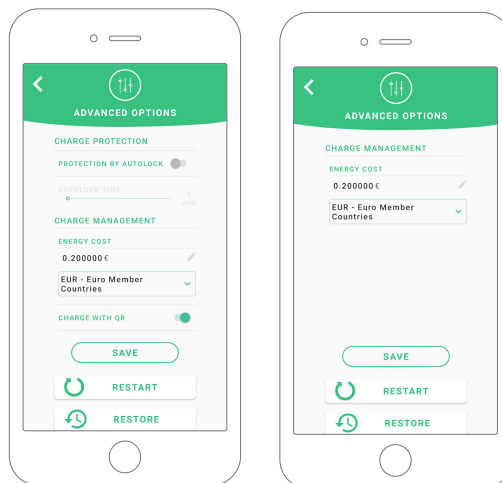 ADVANCED OPTIONS
CHARGE PROTECTION
PROTECTION BY AUTOLOCK
AUTOLOCK TIME
1
min
CHARGE MANAGEMENT
ENERGY COST
0.200000 €
EUR - Euro Member
Countries
CHARGE WITH QR
SAVE
RESTART
RESTORE
ADVANCED OPTIONS
CHARGE MANAGEMENT
ENERGY COST
0.200000 €
EUR - Euro Member
Countries
SAVE
RESTART
RESTORE